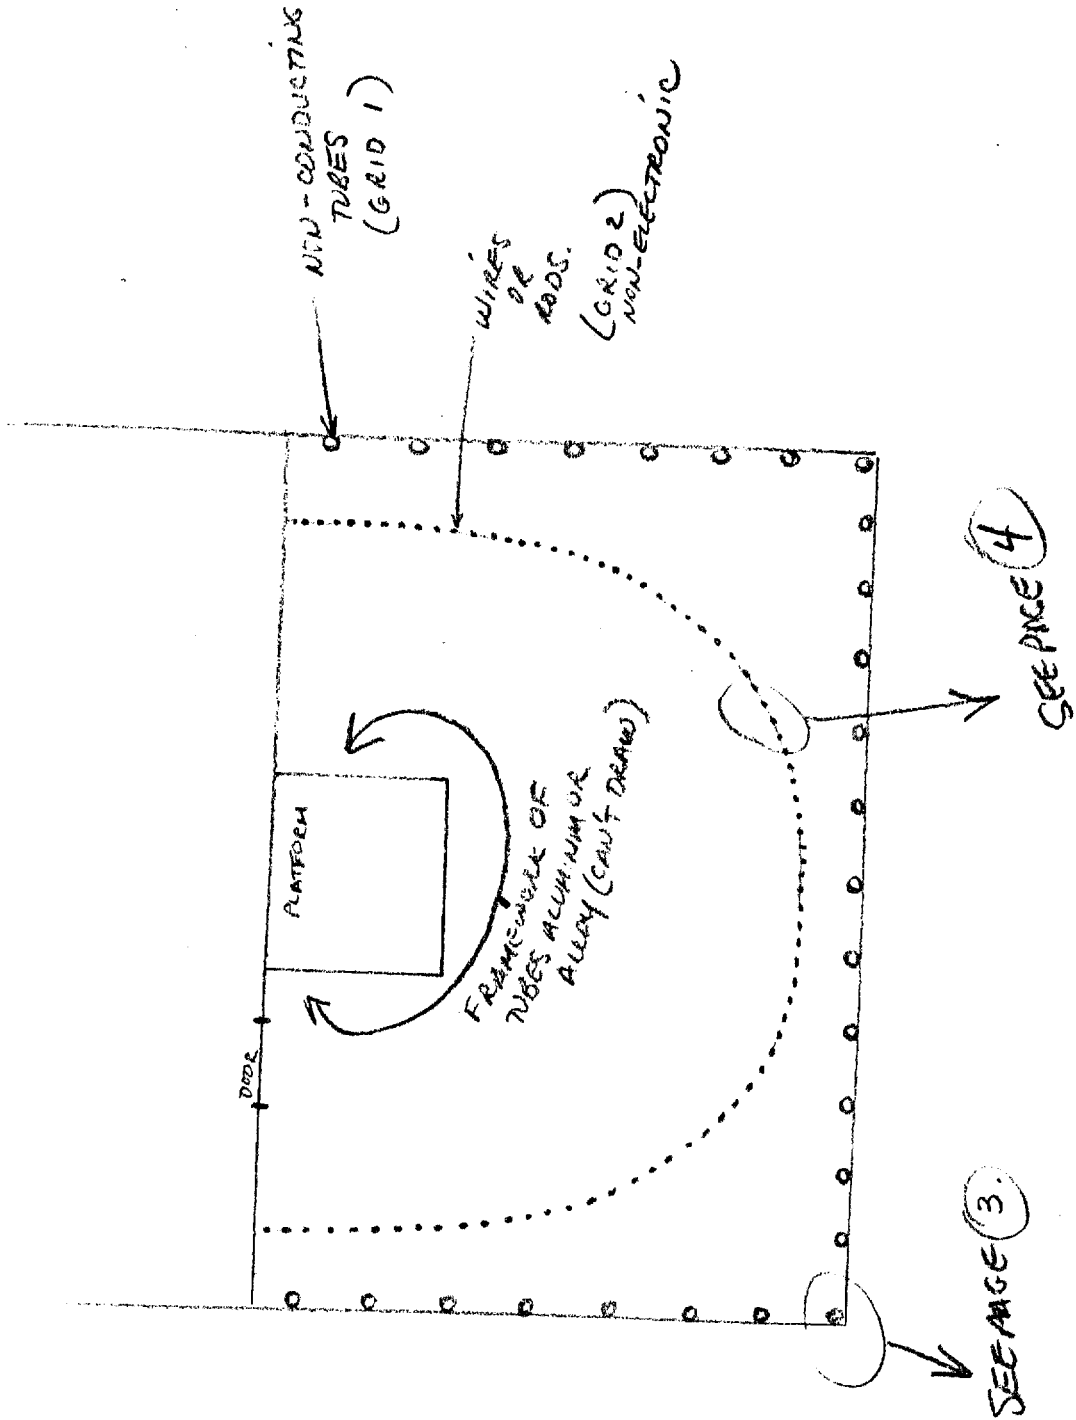 NON-CONDUCTING
TUBES
(GRID 1)
WIRES
OR
RODS.
(GRID 2)
NON-ELECTRONIC
PLATFORM
DOOR
FRAMEWORK OF
TUBES ALUMINIM OR
ALLOY (CAN'T DRAW)
SEE PAGE 4
SEE PAGE 3.